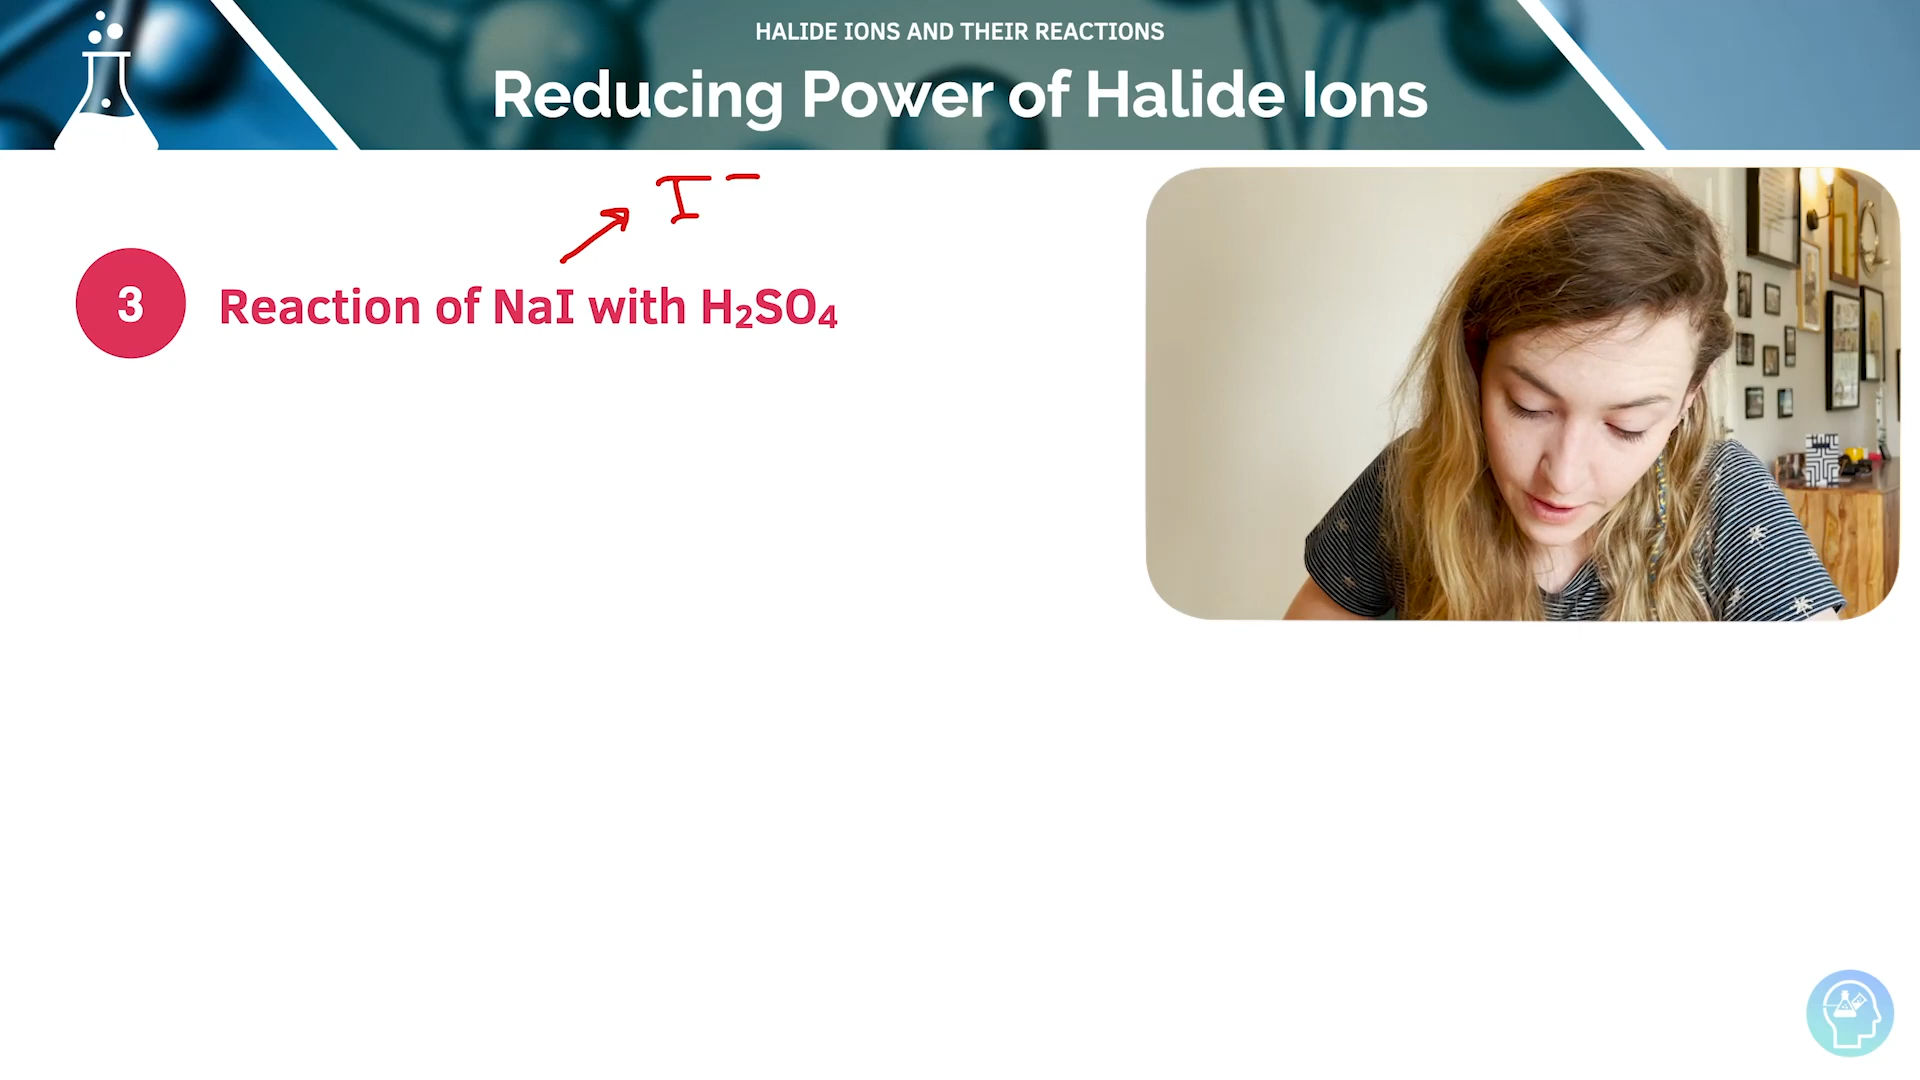 HALIDE IONS AND THEIR REACTIONS
Reducing Power of Halide Ions
I⁻
3 Reaction of NaI with H₂SO₄